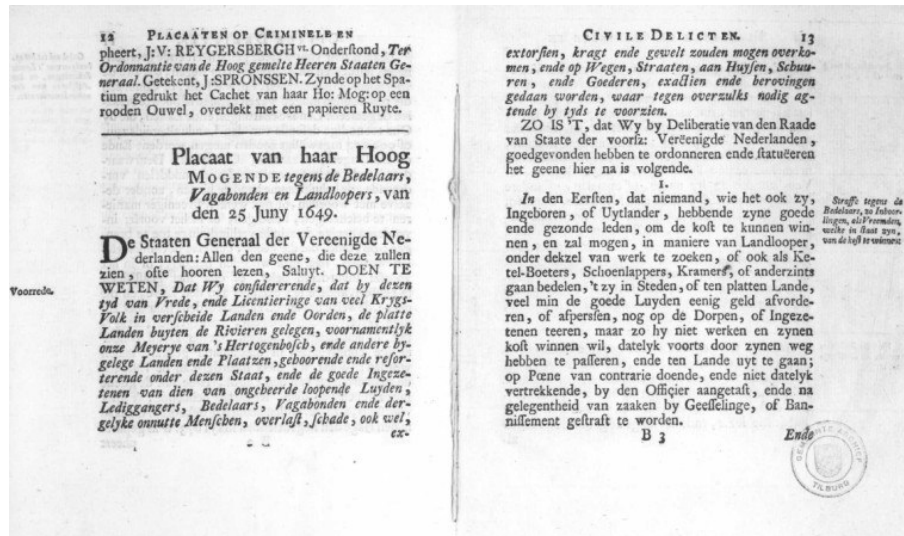 12 PLACAATEN OP CRIMINELE EN
pheert, J: V: REYGERSBERGH vt. Onderstond, Ter
Ordonnantie van de Hoog gemelte Heeren Staaten Ge-
neraal. Getekent, J: SPRONSSEN. Zynde op het Spa-
tium gedrukt het Cachet van haar Ho: Mog: op een
rooden Ouwel, overdekt met een papieren Ruyte.
Placaat van haar Hoog
MOGENDE tegens de Bedelaars,
Vagabonden en Landloopers, van
den 25 Juny 1649.
De Staaten Generaal der Vereenigde Ne-
derlanden: Allen den geene, die deze zullen
zien, ofte hooren lezen, Saluyt. DOEN TE
Voorreda. WETEN, Dat Wy considererende, dat by dezen
tyd van Vrede, ende Licentieringe van veel Krygs-
Volk in verscheide Landen ende Oorden, de platte
Landen buyten de Rivieren gelegen, voornamentlyk
onze Meyerye van 's Hertogenbosch, ende andere by-
gelege Landen ende Plaatzen, gehoorende ende resor-
terende onder dezen Staat, ende de goede Ingeze-
tenen van dien van ongebeerde loopende Luyden,
Lediggangers, Bedelaars, Vagabonden ende der-
gelyke onnutte Menschen, overlast, schade, ook wel,
ex-
CIVILE DELICTEN. 13
extorsien, kragt ende gewelt zouden mogen overko-
men, ende op Wegen, Straaten, aan Huysen, Schuu-
ren, ende Goederen, exactien ende berovingen
gedaan worden, waar tegen overzulks nodig ag-
tende by tyds te voorzien.
ZO IS 'T, dat Wy by Deliberatie van den Raade
van Staate der voorsz: Verëenigde Nederlanden,
goedgevonden hebben te ordonneren ende statuëeren
het geene hier na is volgende.
I.
In den Eersten, dat niemand, wie het ook zy,
Ingeboren, of Uytlander, hebbende zyne goede
ende gezonde leden, om de kost te kunnen win-
nen, en zal mogen, in maniere van Landlooper,
onder dekzel van werk te zoeken, of ook als Ke-
tel-Boeters, Schoenlappers, Kramers, of anderzints
gaan bedelen, 't zy in Steden, of ten platten Lande,
veel min de goede Luyden eenig geld afvorde-
ren, of afperssen, nog op de Dorpen, of Ingeze-
tenen teeren, maar zo hy niet werken en zynen
kost winnen wil, datelyk voorts door zynen weg
hebben te passeren, ende ten Lande uyt te gaan;
op Pœne van contrarie doende, ende niet datelyk
vertrekkende, by den Officier aangetast, ende na
gelegentheid van zaaken by Geesselinge, of Ban-
nissement gestraft te worden.
Straffe tegens de
Bedelaars, zo Inboor-
lingen, als Vreemden,
welke in staat zyn,
van de kost te winnen
B 3 Ende
GEMEENTE ARCHIEF
TILBURG